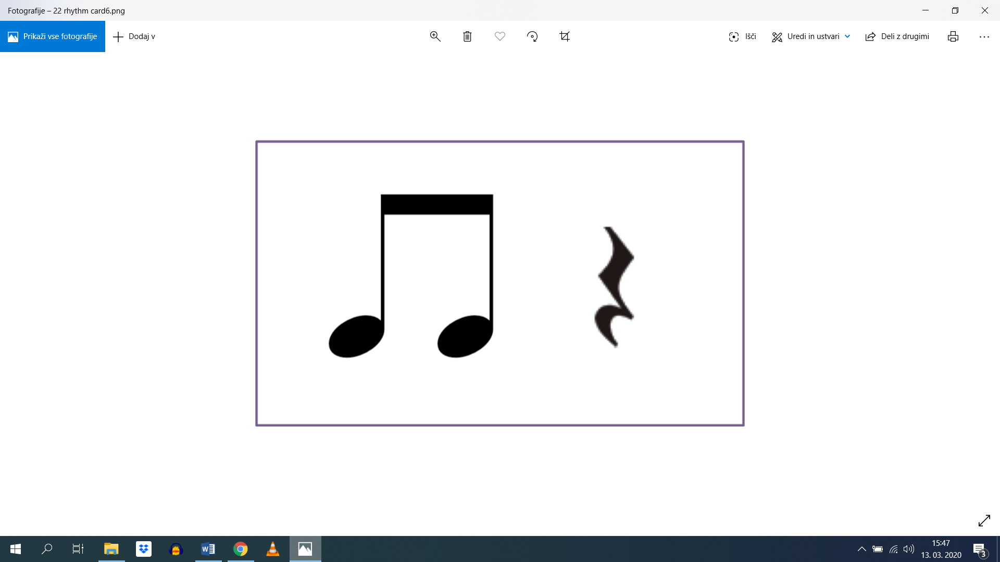 Fotografije – 22 rhythm card6.png
Prikaži vse fotografije
Dodaj v
Išči
Uredi in ustvari
Deli z drugimi
15:47
13. 03. 2020
3